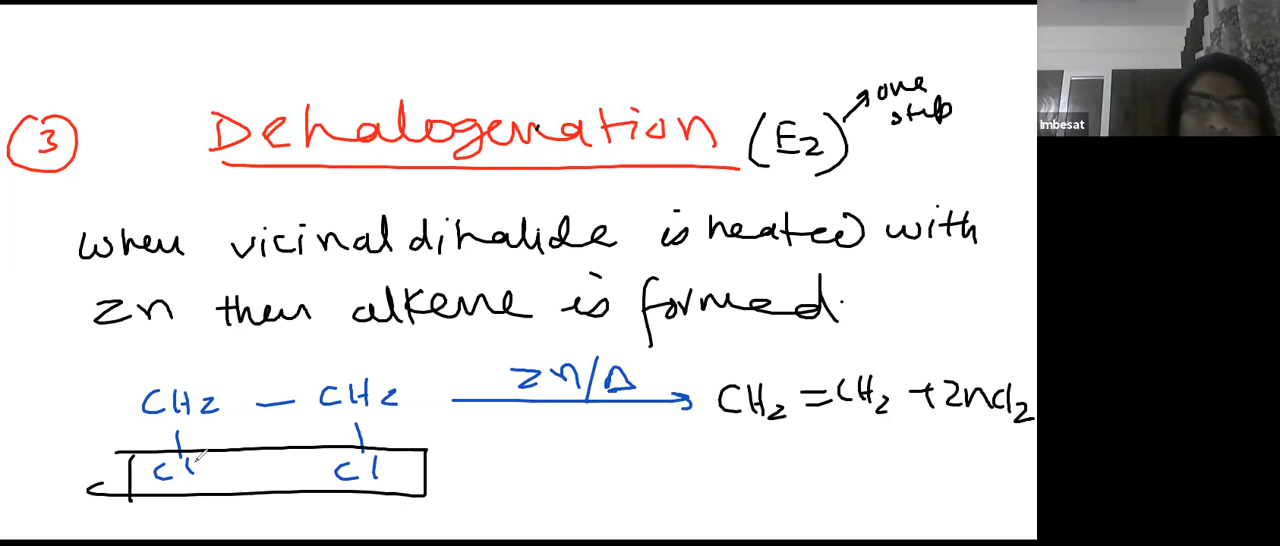 ③ Dehalogenation (E2) → one step
when vicinal dihalide is heated with
Zn then alkene is formed.
CH2 — CH2 Zn/Δ → CH2 = CH2 + ZnCl2
Cl Cl
Imbesat